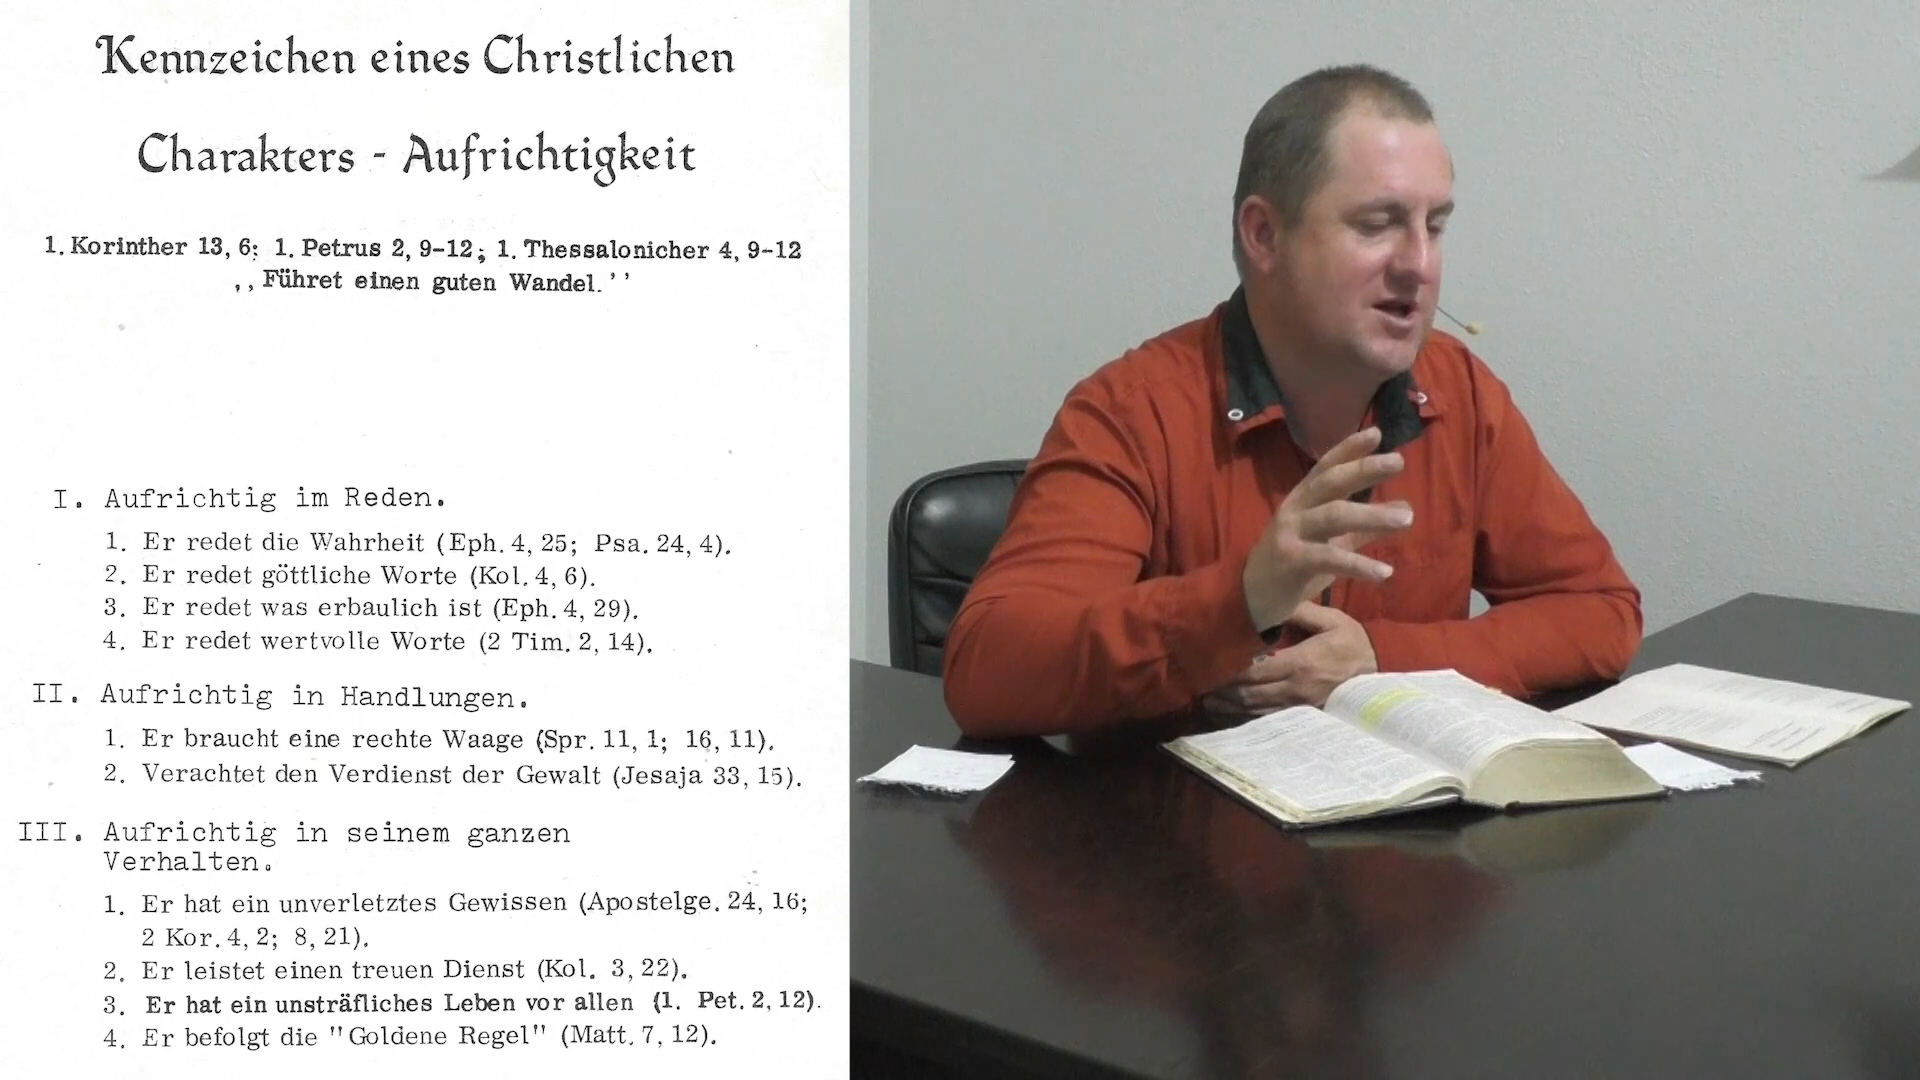 Kennzeichen eines Christlichen
Charakters - Aufrichtigkeit
1. Korinther 13, 6; 1. Petrus 2, 9-12; 1. Thessalonicher 4, 9-12
,, Führet einen guten Wandel.''
I. Aufrichtig im Reden.
1. Er redet die Wahrheit (Eph. 4, 25; Psa. 24, 4).
2. Er redet göttliche Worte (Kol. 4, 6).
3. Er redet was erbaulich ist (Eph. 4, 29).
4. Er redet wertvolle Worte (2 Tim. 2, 14).
II. Aufrichtig in Handlungen.
1. Er braucht eine rechte Waage (Spr. 11, 1; 16, 11).
2. Verachtet den Verdienst der Gewalt (Jesaja 33, 15).
III. Aufrichtig in seinem ganzen
Verhalten.
1. Er hat ein unverletztes Gewissen (Apostelge. 24, 16;
2 Kor. 4, 2; 8, 21).
2. Er leistet einen treuen Dienst (Kol. 3, 22).
3. Er hat ein unsträfliches Leben vor allen (1. Pet. 2, 12).
4. Er befolgt die "Goldene Regel" (Matt. 7, 12).